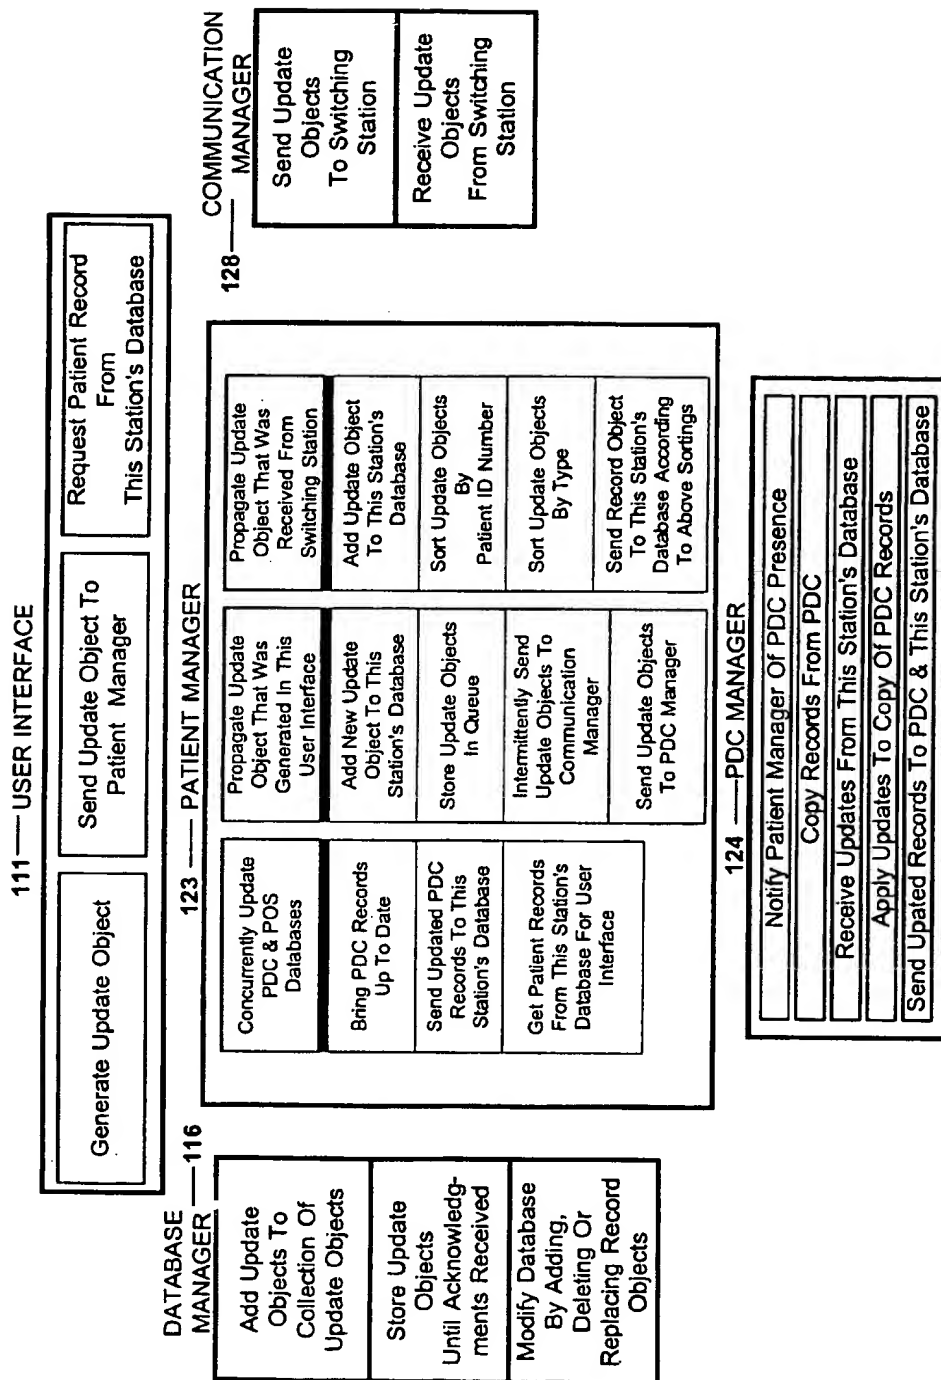 111 — USER INTERFACE
Generate Update Object
Send Update Object To
Patient Manager
Request Patient Record
From
This Station's Database
DATABASE
MANAGER — 116
Add Update
Objects To
Collection Of
Update Objects
Store Update
Objects
Until Acknowledg-
ments Received
Modify Database
By Adding,
Deleting Or
Replacing Record
Objects
123 — PATIENT MANAGER
Concurrently Update
PDC & POS
Databases
Bring PDC Records
Up To Date
Send Updated PDC
Records To This
Station's Database
Get Patient Records
From This Station's
Database For User
Interface
Propagate Update
Object That Was
Generated In This
User Interface
Add New Update
Object To This
Station's Database
Store Update Objects
In Queue
Intermittently Send
Update Objects To
Communication
Manager
Send Update Objects
To PDC Manager
Propagate Update
Object That Was
Received From
Switching Station
Add Update Object
To This Station's
Database
Sort Update Objects
By
Patient ID Number
Sort Update Objects
By Type
Send Record Object
To This Station's
Database According
To Above Sortings
COMMUNICATION
128 — MANAGER
Send Update
Objects
To Switching
Station
Receive Update
Objects
From Switching
Station
124 — PDC MANAGER
Notify Patient Manager Of PDC Presence
Copy Records From PDC
Receive Updates From This Station's Database
Apply Updates To Copy Of PDC Records
Send Upated Records To PDC & This Station's Database